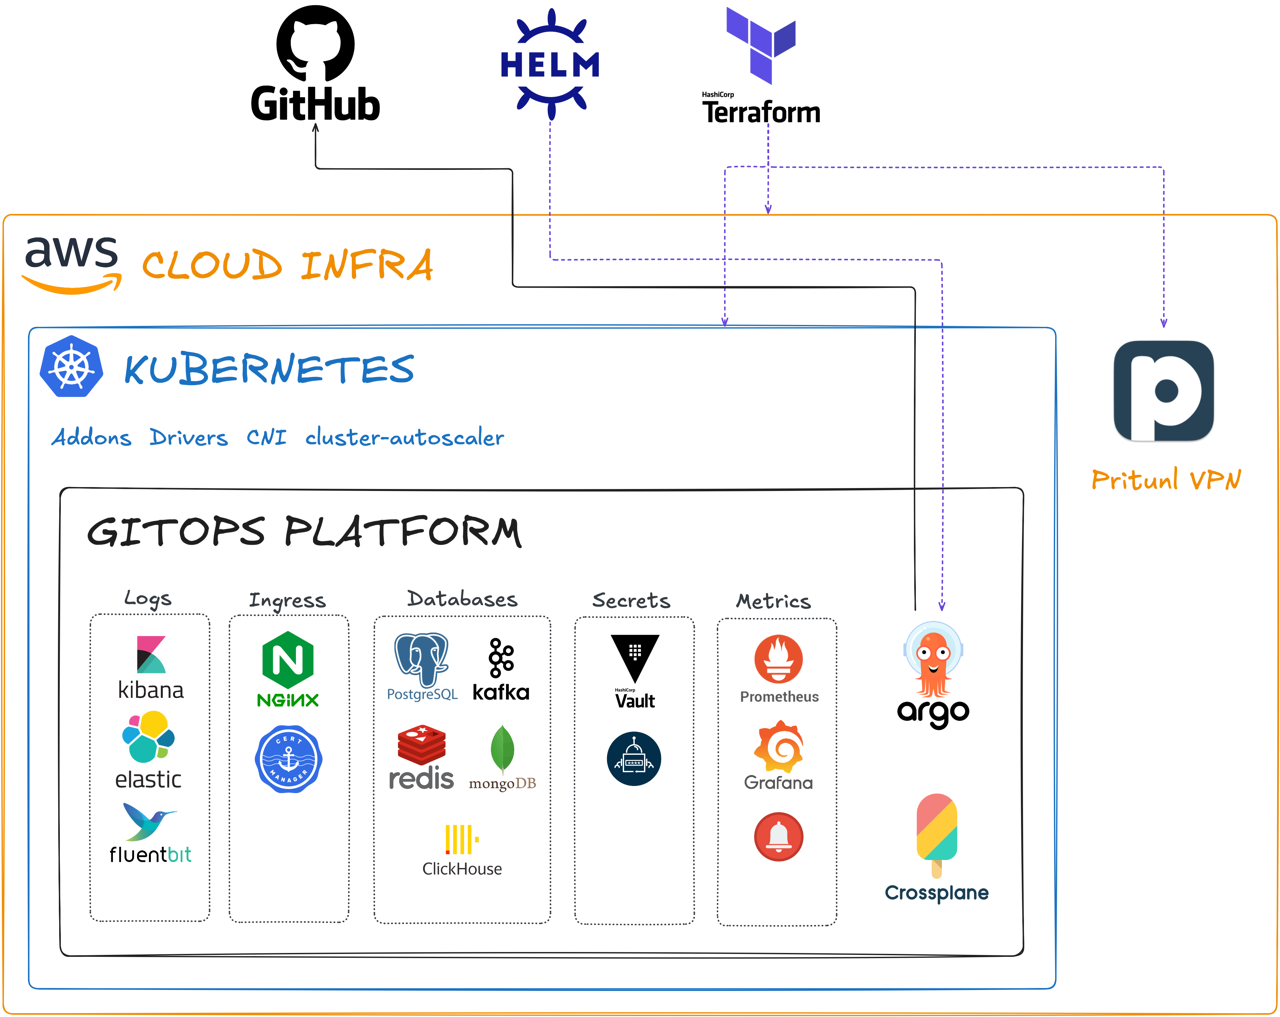 GitHub
HELM
HashiCorp
Terraform
aws
CLOUD INFRA
KUBERNETES
Addons Drivers CNI cluster-autoscaler
Pritunl VPN
GITOPS PLATFORM
Logs
kibana
elastic
fluentbit
Ingress
N
NGiNX
CERT
MANAGER
Databases
PostgreSQL
kafka
redis
mongoDB
ClickHouse
Secrets
HashiCorp
Vault
Metrics
Prometheus
Grafana
argo
Crossplane
p